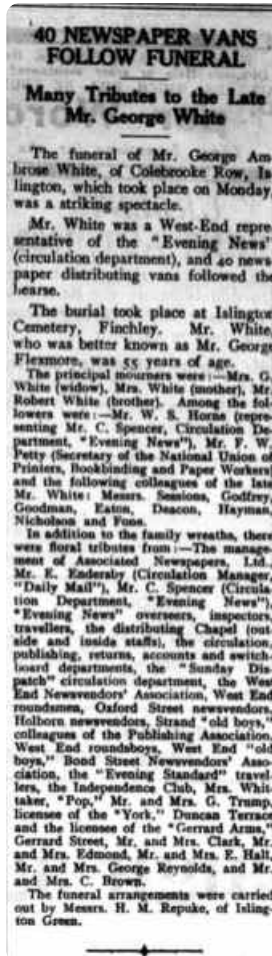 40 NEWSPAPER VANS
FOLLOW FUNERAL
Many Tributes to the Late
Mr. George White
The funeral of Mr. George Am
brose White, of Colebrooke Row, Is
lington, which took place on Monday,
was a striking spectacle.
Mr. White was a West-End repre
sentative of the "Evening News"
(circulation department), and 40 news
paper distributing vans followed the
hearse.
The burial took place at Islington
Cemetery, Finchley. Mr. White,
who was better known as Mr. George
Flexmore, was 55 years of age.
The principal mourners were:—Mrs. G.
White (widow), Mrs. White (mother), Mr.
Robert White (brother). Among the fol
lowers were:—Mr. W. S. Horne (repre
senting Mr. C. Spencer, Circulation De
partment, "Evening News"), Mr. F. W.
Petty (Secretary of the National Union of
Printers, Bookbinding and Paper Workers)
and the following colleagues of the late
Mr. White: Messrs. Sessions, Godfrey,
Goodman, Eaton, Deacon, Hayman,
Nicholson and Fone.
In addition to the family wreaths, there
were floral tributes from:—The manage
ment of Associated Newspapers, Ltd.,
Mr. E. Enderaby (Circulation Manager,
"Daily Mail"), Mr. C. Spencer (Circula
tion Department, "Evening News"),
"Evening News" overseers, inspectors,
travellers, the distributing Chapel (out
side and inside staffs), the circulation,
publishing, returns, accounts and switch
board departments, the "Sunday Dis
patch" circulation department, the West
End Newsvendors' Association, West End
roundsmen, Oxford Street newsvendors,
Holborn newsvendors, Strand "old boys,"
colleagues of the Publishing Association,
West End roundsboys, West End "old
boys," Bond Street Newsvendors' Asso
ciation, the "Evening Standard" travel
lers, the Independence Club, Mrs. Whit
taker, "Pop," Mr. and Mrs. G. Trump,
licensee of the "York," Duncan Terrace
and the licensee of the "Gerrard Arms,"
Gerrard Street, Mr. and Mrs. Clark, Mr.
and Mrs. Edmond, Mr. and Mrs. E. Hall,
Mr. and Mrs. George Reynolds, and Mr.
and Mrs. C. Brown.
The funeral arrangements were carried
out by Messrs. H. M. Repuke, of Isling
ton Green.